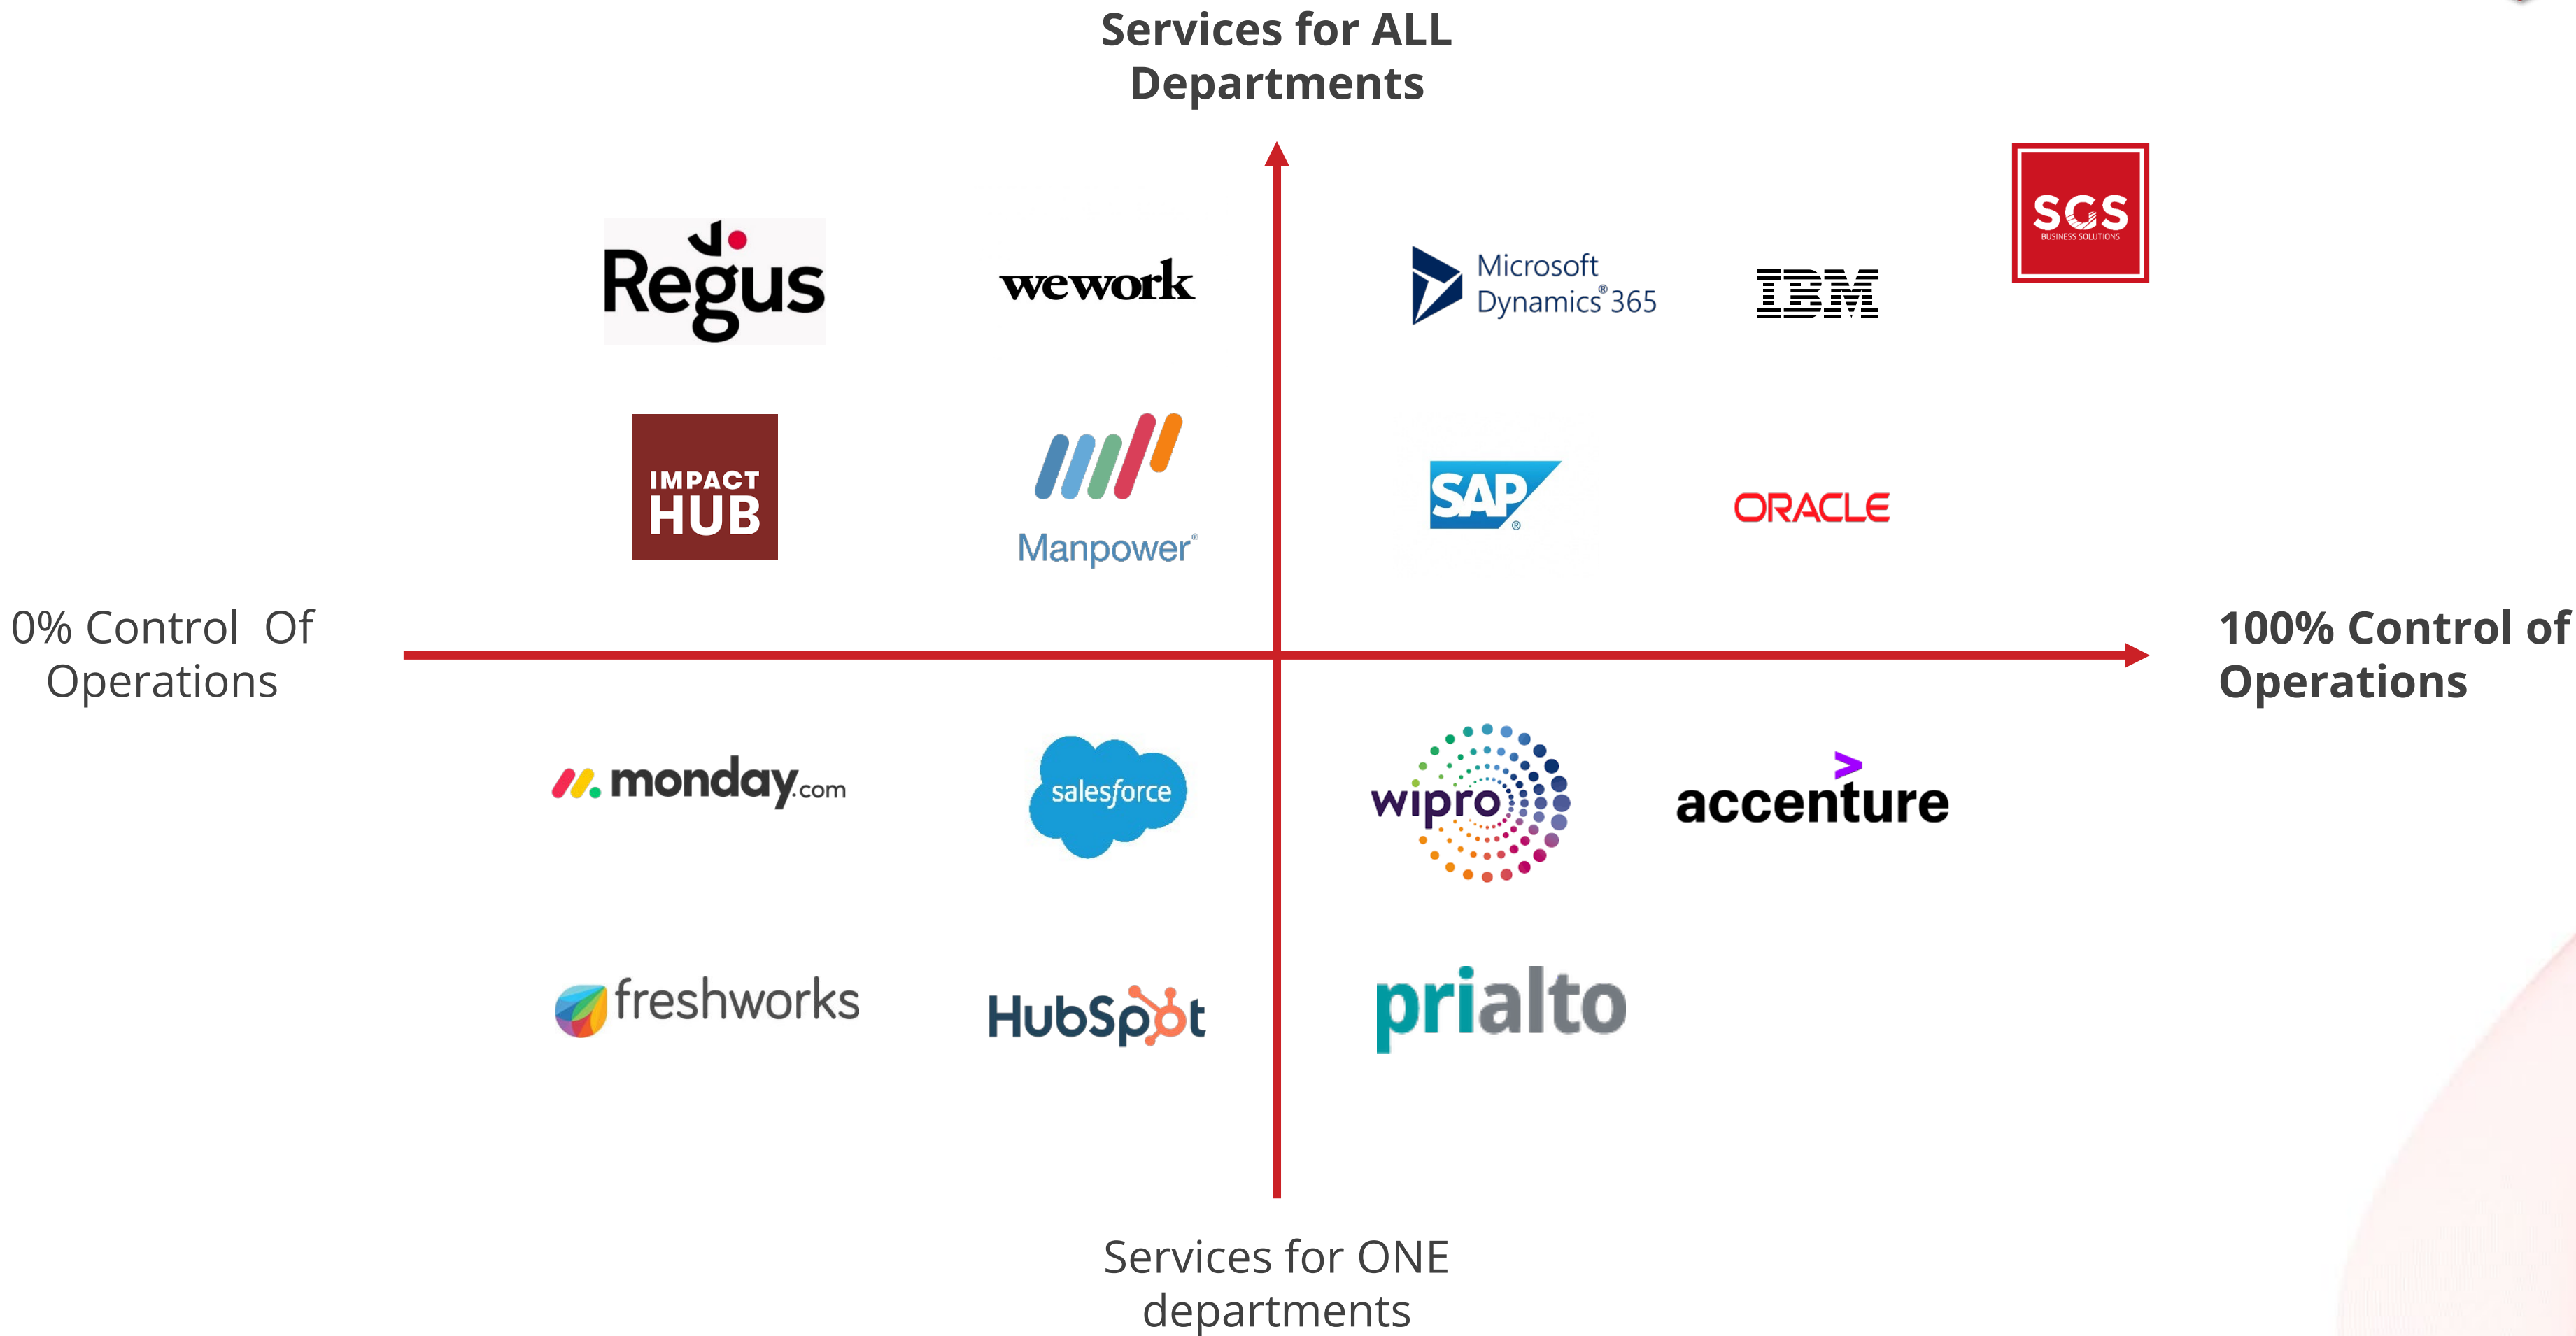 Services for ALL
Departments
SGS
BUSINESS SOLUTIONS
Regus
wework
Microsoft
Dynamics® 365
IBM
IMPACT
HUB
Manpower®
SAP®
ORACLE
0% Control  Of
Operations
100% Control of
Operations
monday.com
salesforce
wipro
accenture
freshworks
HubSpot
prialto
Services for ONE
departments